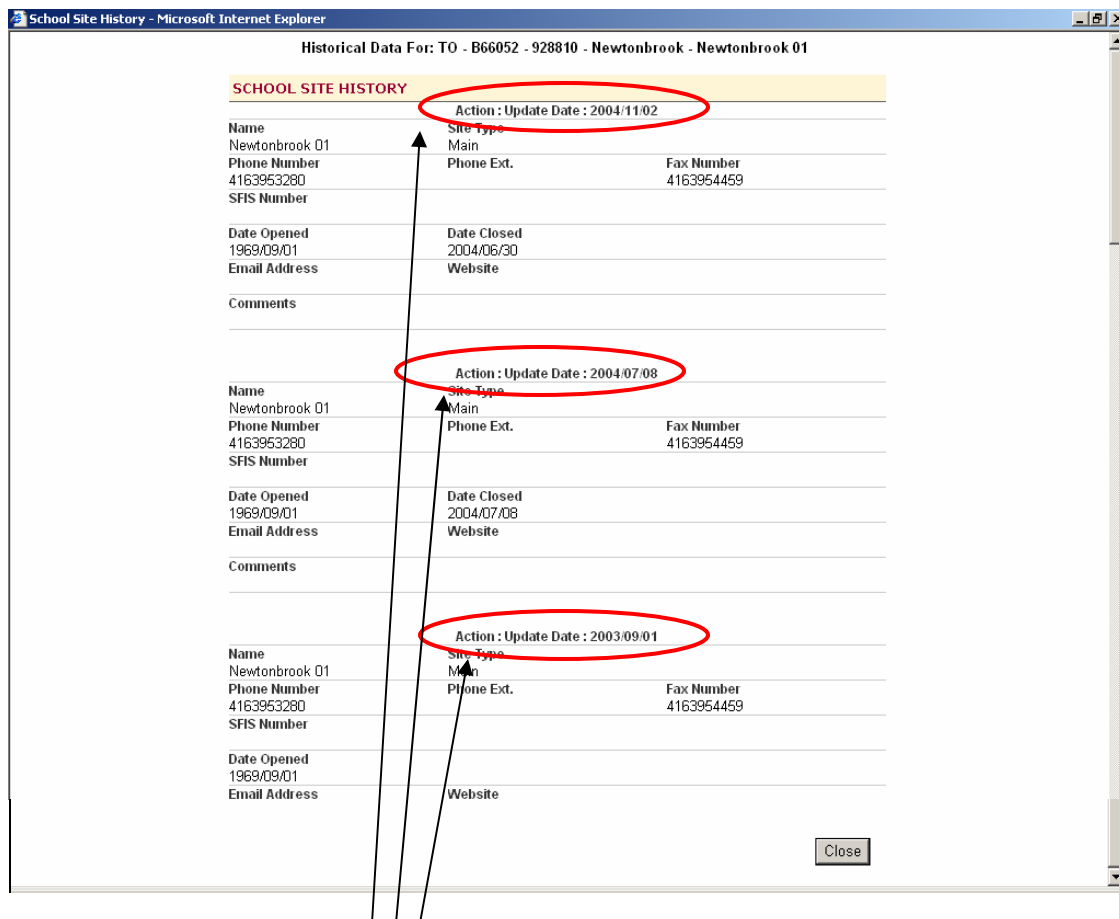 School Site History - Microsoft Internet Explorer
Historical Data For: TO - B66052 - 928810 - Newtonbrook - Newtonbrook 01
SCHOOL SITE HISTORY
Action : Update Date : 2004/11/02
Name Site Type
Newtonbrook 01 Main
Phone Number Phone Ext. Fax Number
4163953280 4163954459
SFIS Number
Date Opened Date Closed
1969/09/01 2004/06/30
Email Address Website
Comments
Action : Update Date : 2004/07/08
Name Site Type
Newtonbrook 01 Main
Phone Number Phone Ext. Fax Number
4163953280 4163954459
SFIS Number
Date Opened Date Closed
1969/09/01 2004/07/08
Email Address Website
Comments
Action : Update Date : 2003/09/01
Name Site Type
Newtonbrook 01 Main
Phone Number Phone Ext. Fax Number
4163953280 4163954459
SFIS Number
Date Opened
1969/09/01
Email Address Website
Close